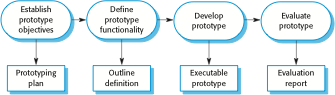 Establish
prototype
objectives
Define
prototype
functionality
Develop
prototype
Evaluate
prototype
Prototyping
plan
Outline
definition
Executable
prototype
Evaluation
report